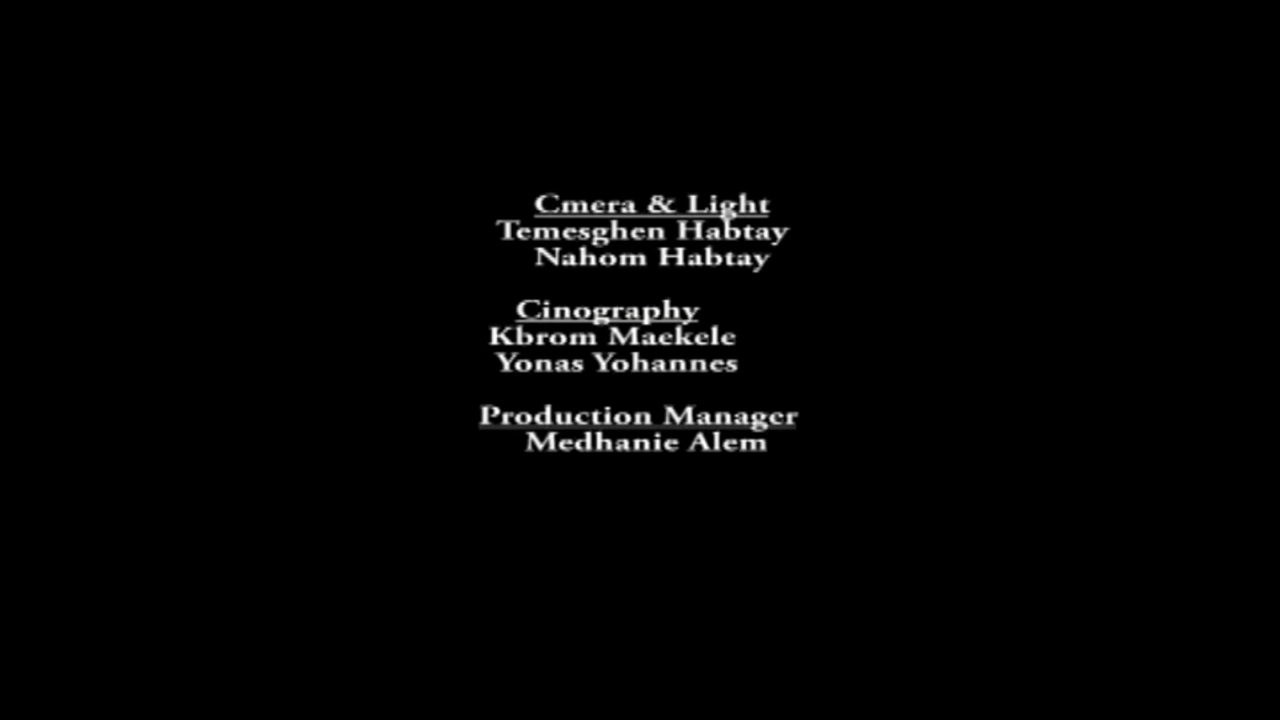 Cmera & Light
Temesghen Habtay
Nahom Habtay
Cinography
Kbrom Maekele
Yonas Yohannes
Production Manager
Medhanie Alem